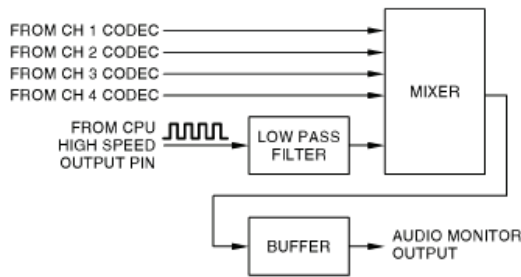 FROM CH 1 CODEC
FROM CH 2 CODEC
FROM CH 3 CODEC
FROM CH 4 CODEC
MIXER
FROM CPU
HIGH SPEED
OUTPUT PIN
LOW PASS
FILTER
BUFFER
AUDIO MONITOR
OUTPUT